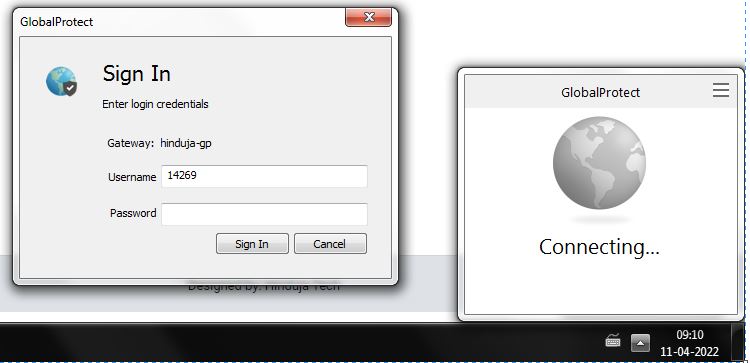 GlobalProtect
Sign In
Enter login credentials
Gateway: hinduja-gp
Username 14269
Password
Sign In Cancel
Designed by: Hinduja Tech
GlobalProtect
Connecting...
09:10
11-04-2022